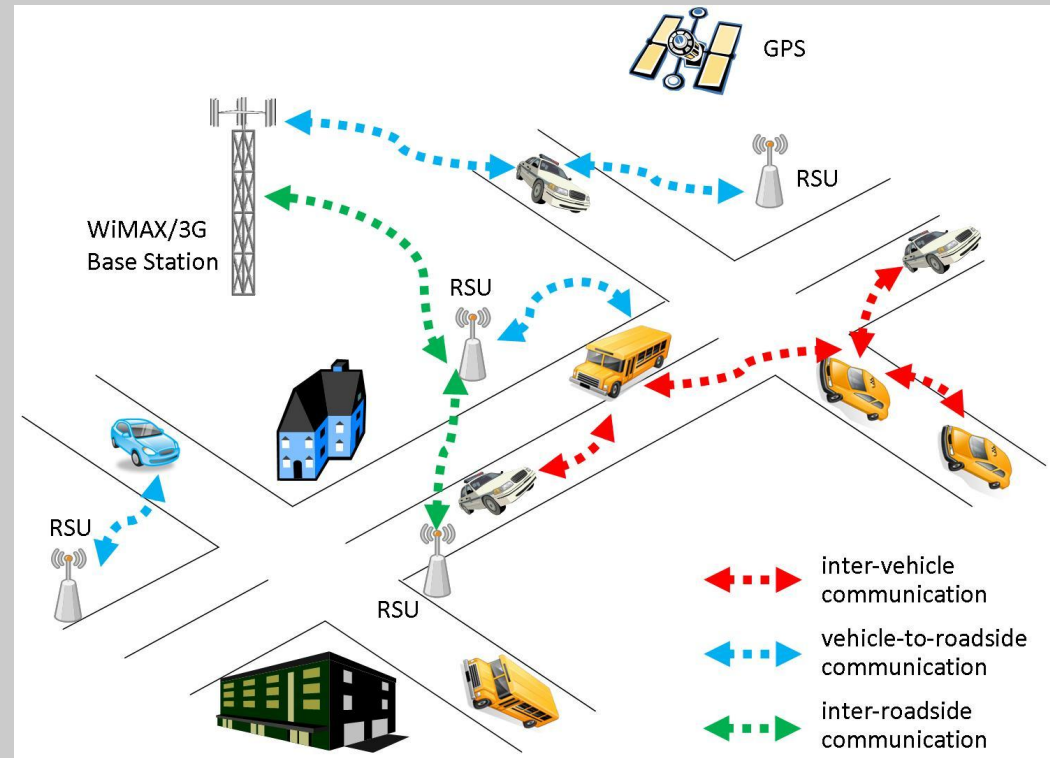 GPS
RSU
WiMAX/3G
Base Station
RSU
RSU
RSU
inter-vehicle
communication
vehicle-to-roadside
communication
inter-roadside
communication